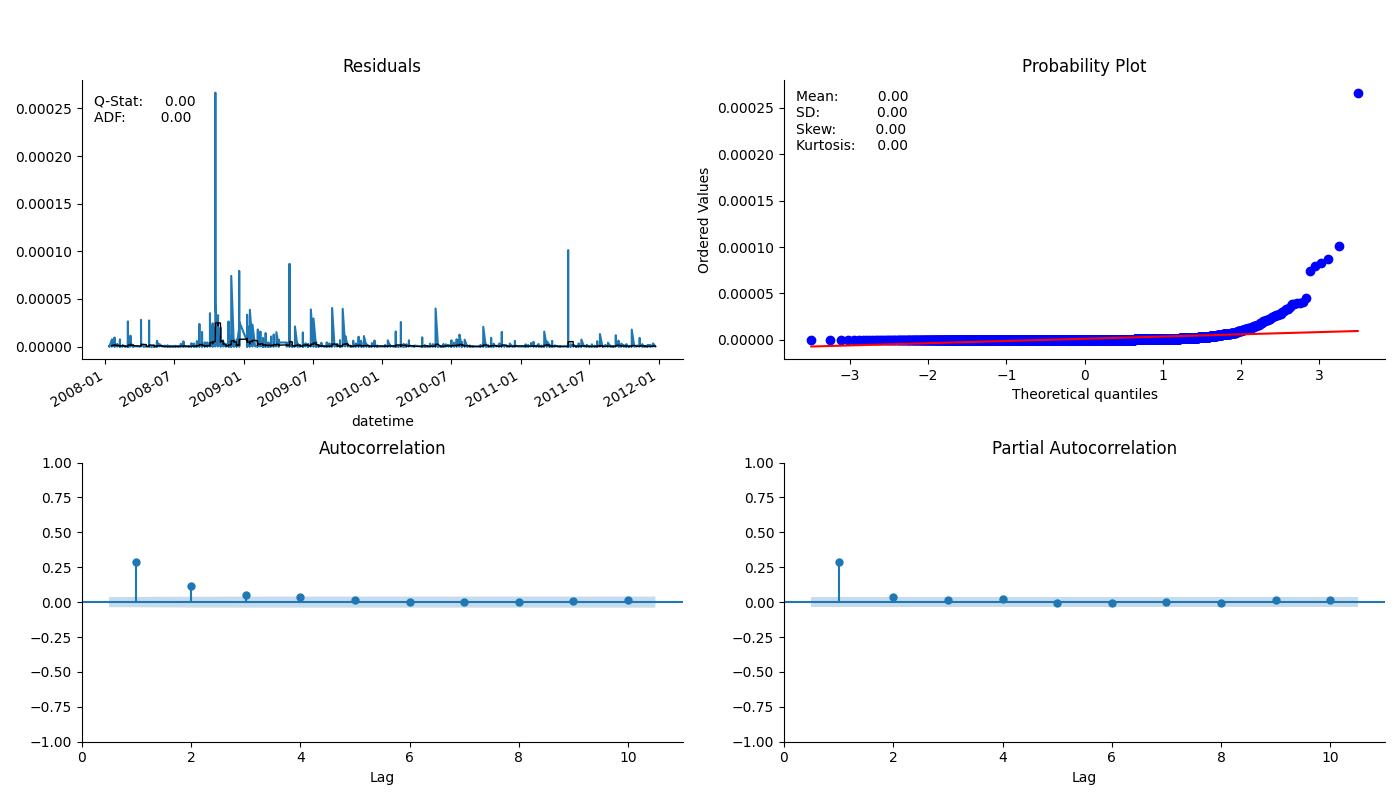 Residuals
Q-Stat: 0.00
ADF: 0.00
0.00025
0.00020
0.00015
0.00010
0.00005
0.00000
2008-01
2008-07
2009-01
2009-07
2010-01
2010-07
2011-01
2011-07
2012-01
datetime
Probability Plot
Mean: 0.00
SD: 0.00
Skew: 0.00
Kurtosis: 0.00
Ordered Values
0.00025
0.00020
0.00015
0.00010
0.00005
0.00000
−3 −2 −1 0 1 2 3
Theoretical quantiles
Autocorrelation
1.00
0.75
0.50
0.25
0.00
−0.25
−0.50
−0.75
−1.00
0 2 4 6 8 10
Lag
Partial Autocorrelation
1.00
0.75
0.50
0.25
0.00
−0.25
−0.50
−0.75
−1.00
0 2 4 6 8 10
Lag